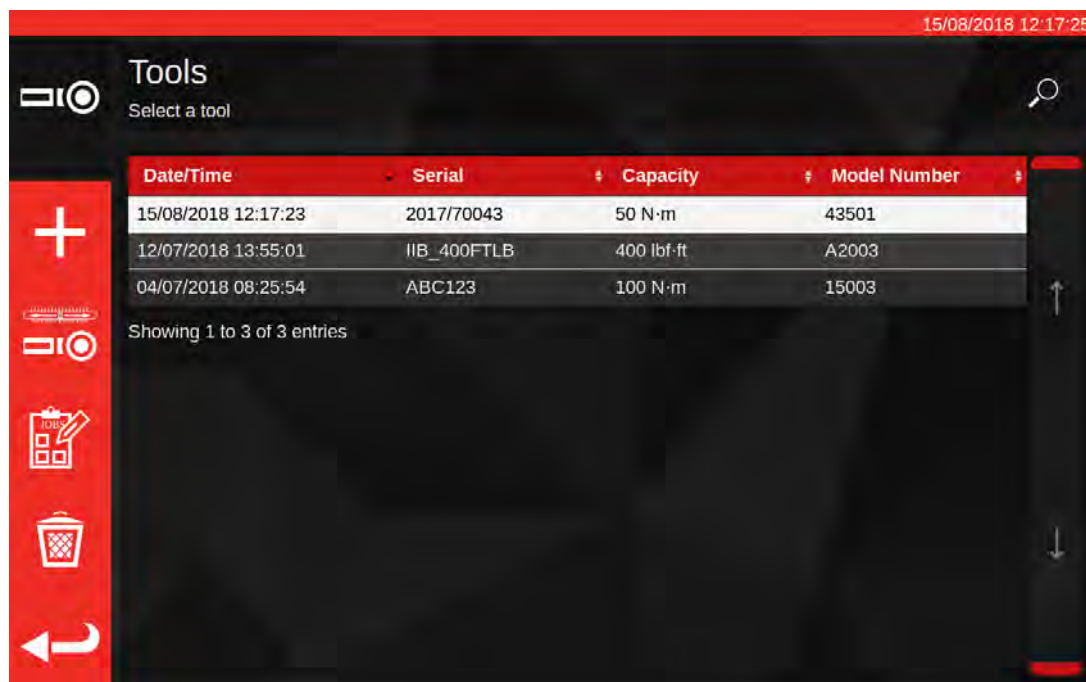 15/08/2018 12:17:25
Tools
Select a tool
Date/Time Serial Capacity Model Number
15/08/2018 12:17:23 2017/70043 50 N·m 43501
12/07/2018 13:55:01 IIB_400FTLB 400 lbf·ft A2003
04/07/2018 08:25:54 ABC123 100 N·m 15003
Showing 1 to 3 of 3 entries
JOBS